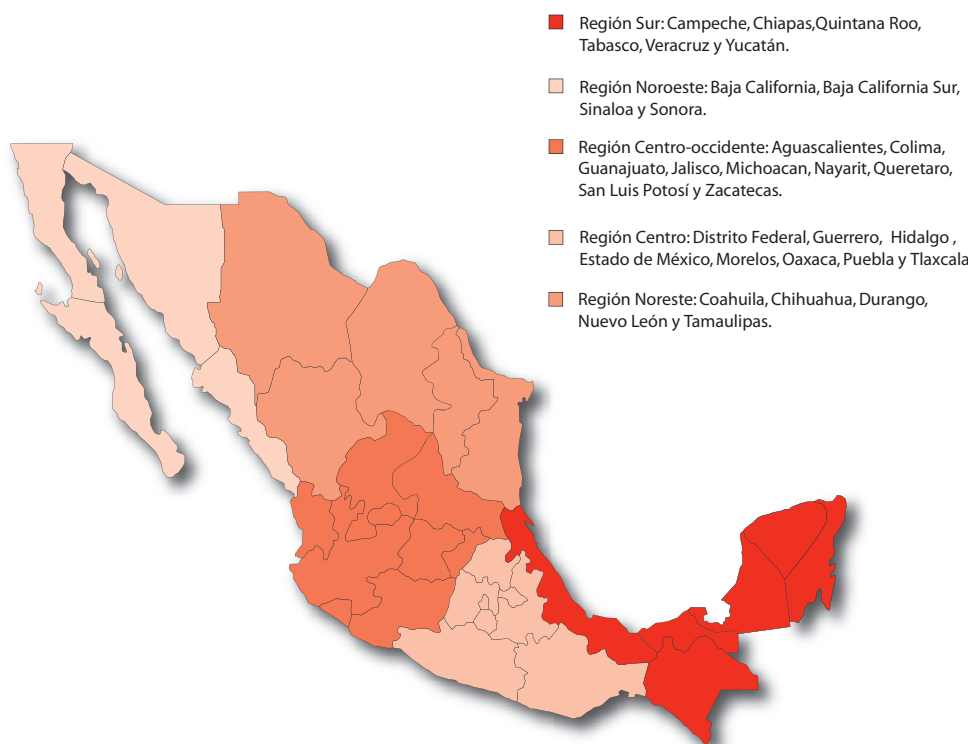 Región Sur: Campeche, Chiapas,Quintana Roo,
Tabasco, Veracruz y Yucatán.
Región Noroeste: Baja California, Baja California Sur,
Sinaloa y Sonora.
Región Centro-occidente: Aguascalientes, Colima,
Guanajuato, Jalisco, Michoacan, Nayarit, Queretaro,
San Luis Potosí y Zacatecas.
Región Centro: Distrito Federal, Guerrero, Hidalgo ,
Estado de México, Morelos, Oaxaca, Puebla y Tlaxcala
Región Noreste: Coahuila, Chihuahua, Durango,
Nuevo León y Tamaulipas.